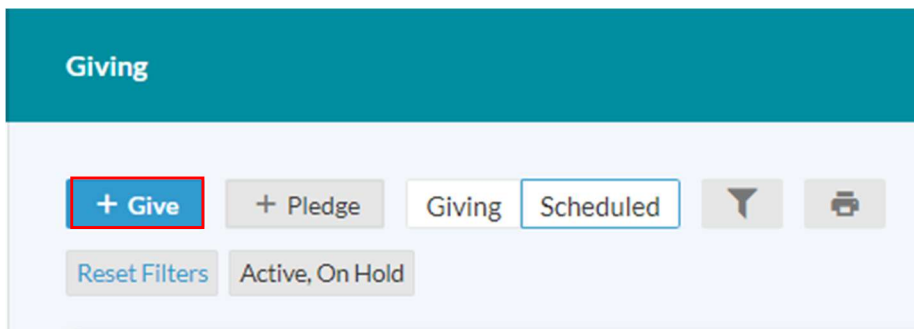 Giving
+ Give + Pledge Giving Scheduled
Reset Filters Active, On Hold